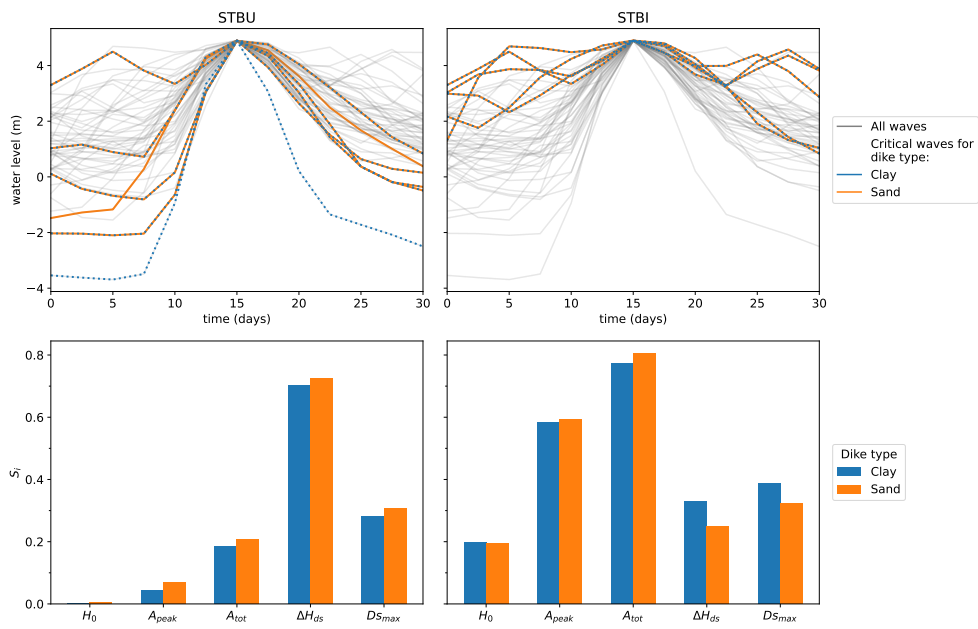 STBU
STBI
water level (m)
4
2
0
−2
−4
0 5 10 15 20 25 30
0 5 10 15 20 25 30
time (days)
time (days)
All waves
Critical waves for
dike type:
Clay
Sand
S_i
0.8
0.6
0.4
0.2
0.0
H_0 A_peak A_tot ΔH_ds Ds_max
H_0 A_peak A_tot ΔH_ds Ds_max
Dike type
Clay
Sand